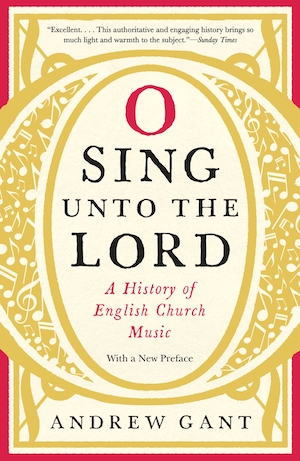 “Excellent. . . . This authoritative and engaging history brings so
much light and warmth to the subject.”—Sunday Times
O
SING
UNTO THE
LORD
A History of
English Church
Music
With a New Preface
ANDREW GANT